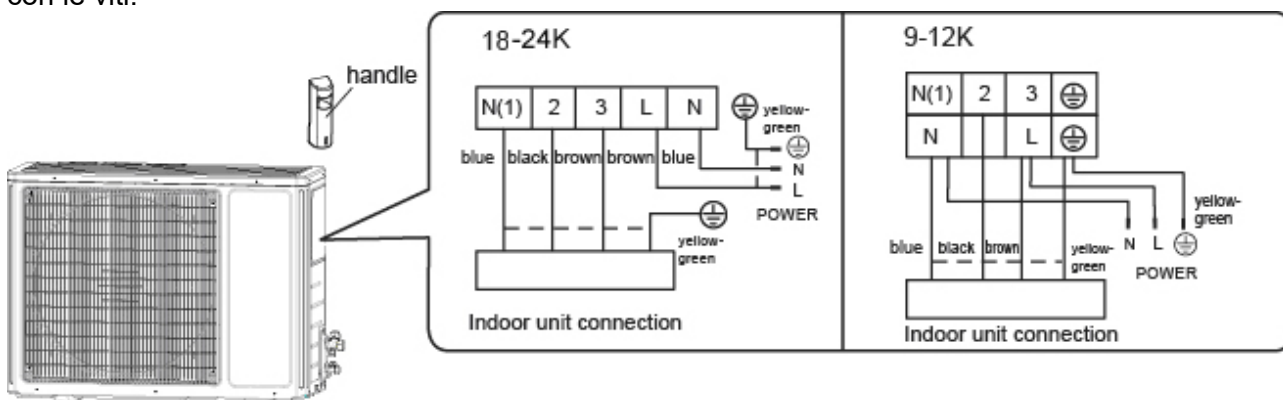 con le viti.
handle
18-24K
N(1) 2 3 L N
yellow-
green
blue black brown brown blue
N
L
POWER
yellow-
green
Indoor unit connection
9-12K
N(1) 2 3
N L
yellow-
green
blue black brown
yellow-
green
N L
POWER
Indoor unit connection